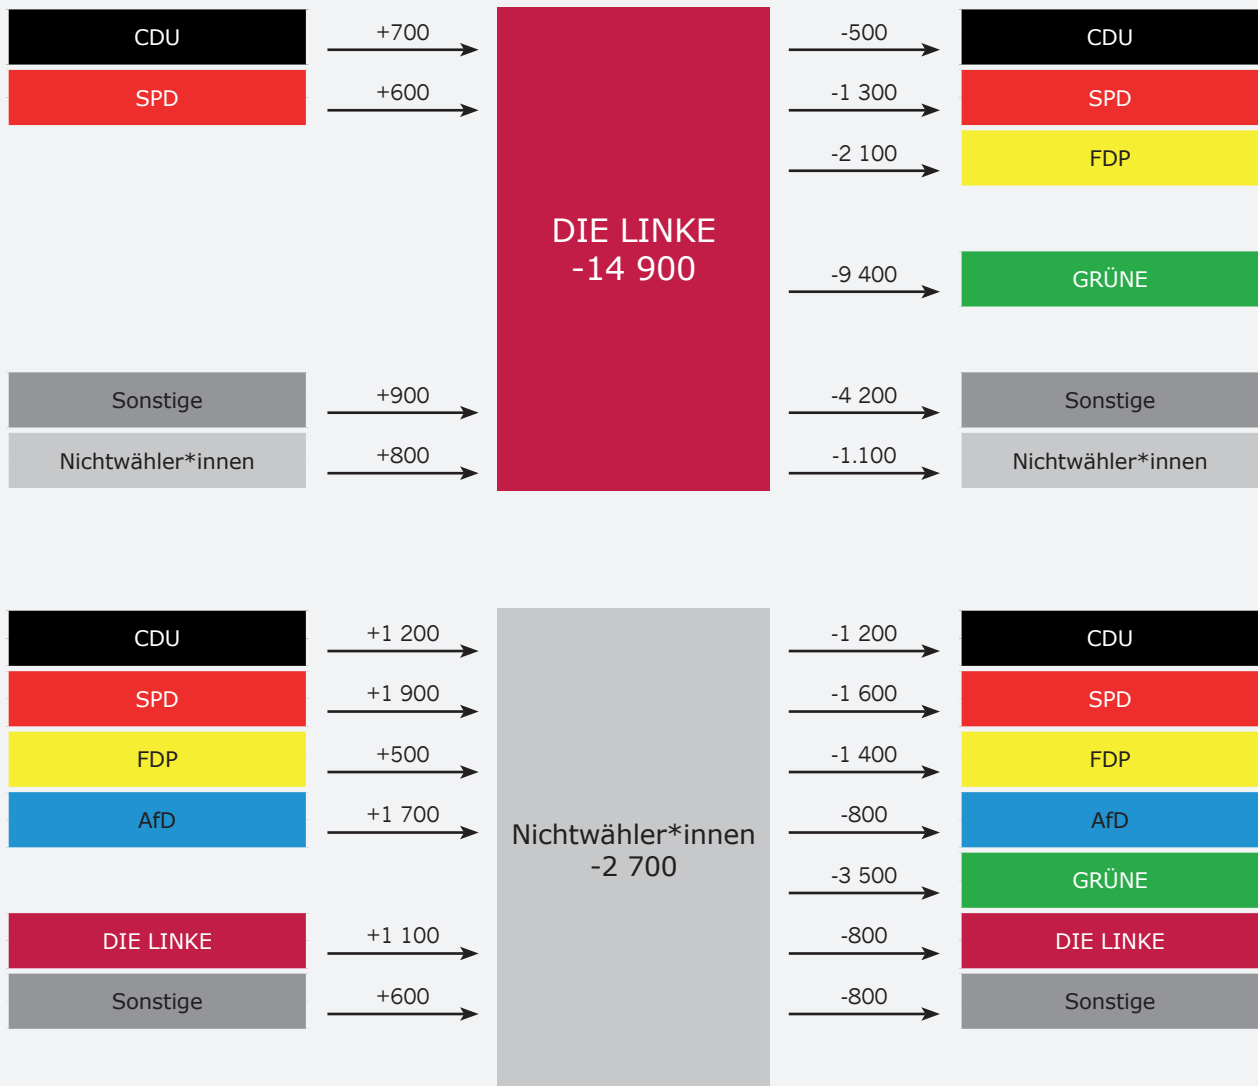 CDU +700 -500 CDU
SPD +600 -1 300 SPD
-2 100 FDP
DIE LINKE
-14 900
-9 400 GRÜNE
Sonstige +900 -4 200 Sonstige
Nichtwähler*innen +800 -1.100 Nichtwähler*innen
CDU +1 200 -1 200 CDU
SPD +1 900 -1 600 SPD
FDP +500 -1 400 FDP
AfD +1 700 -800 AfD
Nichtwähler*innen
-2 700
-3 500 GRÜNE
DIE LINKE +1 100 -800 DIE LINKE
Sonstige +600 -800 Sonstige